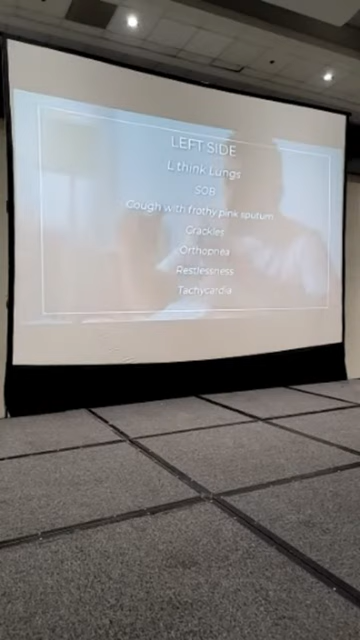 LEFT SIDE
L think Lungs
SOB
Cough with frothy pink sputum
Crackles
Orthopnea
Restlessness
Tachycardia